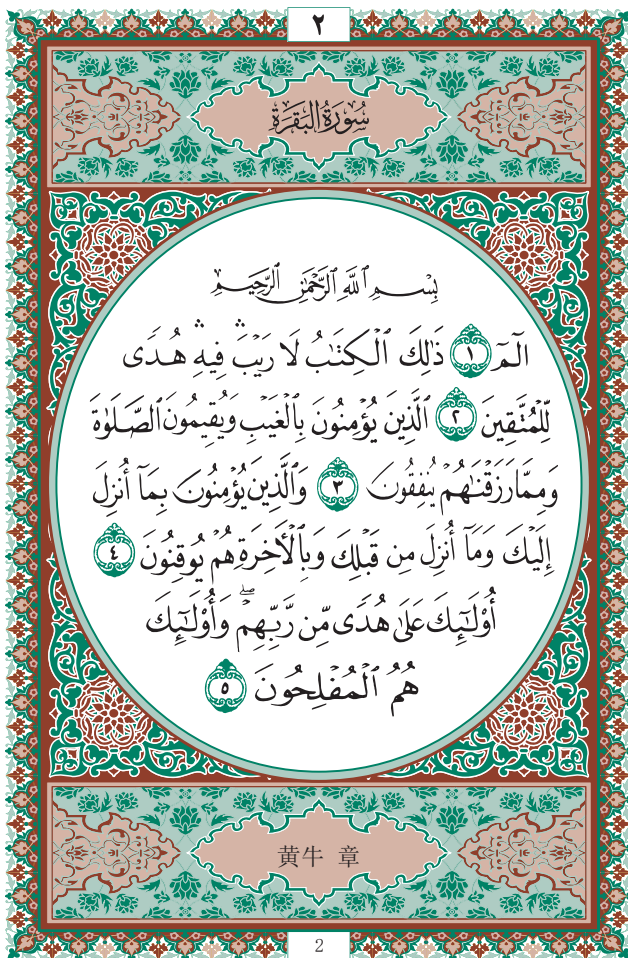 ٢
سُورَةُ البَقَرَةِ
بِسْمِ ٱللَّهِ ٱلرَّحْمَٰنِ ٱلرَّحِيمِ
الٓمٓ ١ ذَٰلِكَ ٱلْكِتَٰبُ لَا رَيْبَ ۛ فِيهِ ۛ هُدًى
لِّلْمُتَّقِينَ ٢ ٱلَّذِينَ يُؤْمِنُونَ بِٱلْغَيْبِ وَيُقِيمُونَ ٱلصَّلَوٰةَ
وَمِمَّا رَزَقْنَٰهُمْ يُنفِقُونَ ٣ وَٱلَّذِينَ يُؤْمِنُونَ بِمَآ أُنزِلَ
إِلَيْكَ وَمَآ أُنزِلَ مِن قَبْلِكَ وَبِٱلْأَخِرَةِ هُمْ يُوقِنُونَ ٤
أُو۟لَٰٓئِكَ عَلَىٰ هُدًى مِّن رَّبِّهِمْ ۖ وَأُو۟لَٰٓئِكَ
هُمُ ٱلْمُفْلِحُونَ ٥
黄牛 章
2